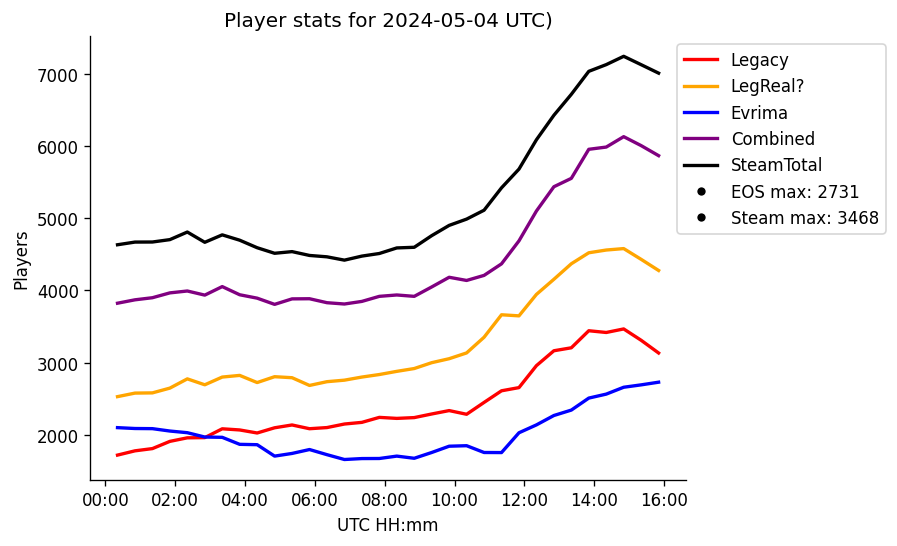 Player stats for 2024-05-04 UTC)
Players
7000
6000
5000
4000
3000
2000
00:00 02:00 04:00 06:00 08:00 10:00 12:00 14:00 16:00
UTC HH:mm
Legacy
LegReal?
Evrima
Combined
SteamTotal
EOS max: 2731
Steam max: 3468